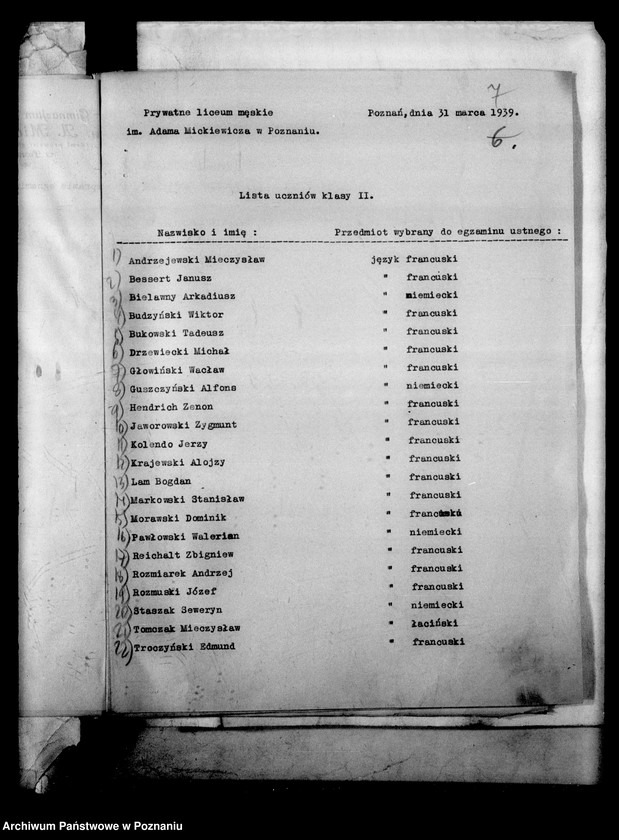 7
Prywatne liceum męskie Poznań,dnia 31 marca 1939.
im. Adama Mickiewicza w Poznaniu.
6.
Lista uczniów klasy II.
Nazwisko i imię : Przedmiot wybrany do egzaminu ustnego :
1) Andrzejewski Mieczysław język francuski
2) Bessert Janusz " francuski
3) Bielawny Arkadiusz " niemiecki
4) Budzyński Wiktor " francuski
5) Bukowski Tadeusz " francuski
6) Drzewiecki Michał " francuski
7) Głowiński Wacław " francuski
8) Guszczyński Alfons " niemiecki
9) Hendrich Zenon " francuski
10) Jaworowski Zygmunt " francuski
11) Kolendo Jerzy " francuski
12) Krajewski Alojzy " francuski
13) Lam Bogdan " francuski
14) Markowski Stanisław " francuski
15) Morawski Dominik " francuski
16) Pawłowski Walerian " niemiecki
17) Reichalt Zbigniew " francuski
18) Rozmiarek Andrzej " francuski
19) Rozmuski Józef " francuski
20) Staszak Seweryn " niemiecki
21) Tomczak Mieczysław " łaciński
22) Troczyński Edmund " francuski
Archiwum Państwowe w Poznaniu